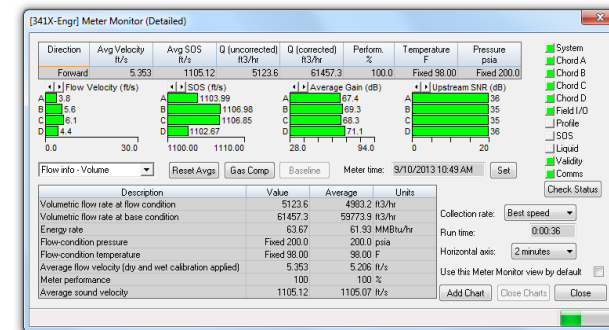 [341X-Engr] Meter Monitor (Detailed)
Direction Avg Velocity ft/s Avg SOS ft/s Q (uncorrected) ft3/hr Q (corrected) ft3/hr Perform. % Temperature F Pressure psia
Forward 5.353 1105.12 5123.6 61457.3 100.0 Fixed 98.00 Fixed 200.0
Flow Velocity (ft/s) SOS (ft/s) Average Gain (dB) Upstream SNR (dB)
A 3.8 A 1103.99 A 67.4 A 36
B 5.6 B 1106.98 B 69.3 B 35
C 6.1 C 1106.85 C 68.3 C 35
D 4.4 D 1102.67 D 71.1 D 36
0.0 30.0 1100.00 1110.00 28.0 94.0 0 20
System
Chord A
Chord B
Chord C
Chord D
Field I/O
Profile
SOS
Liquid
Validity
Comms
Check Status
Flow info - Volume Reset Avgs Gas Comp Baseline Meter time: 9/10/2013 10:49 AM Set
Description Value Average Units
Volumetric flow rate at flow condition 5123.6 4983.2 ft3/hr
Volumetric flow rate at base condition 61457.3 59773.9 ft3/hr
Energy rate 63.67 61.93 MMBtu/hr
Flow-condition pressure Fixed 200.0 200.0 psia
Flow-condition temperature Fixed 98.00 98.00 F
Average flow velocity (dry and wet calibration applied) 5.353 5.206 ft/s
Meter performance 100 100 %
Average sound velocity 1105.12 1105.07 ft/s
Collection rate: Best speed
Run time: 0:00:36
Horizontal axis: 2 minutes
Use this Meter Monitor view by default
Add Chart Close Charts Close